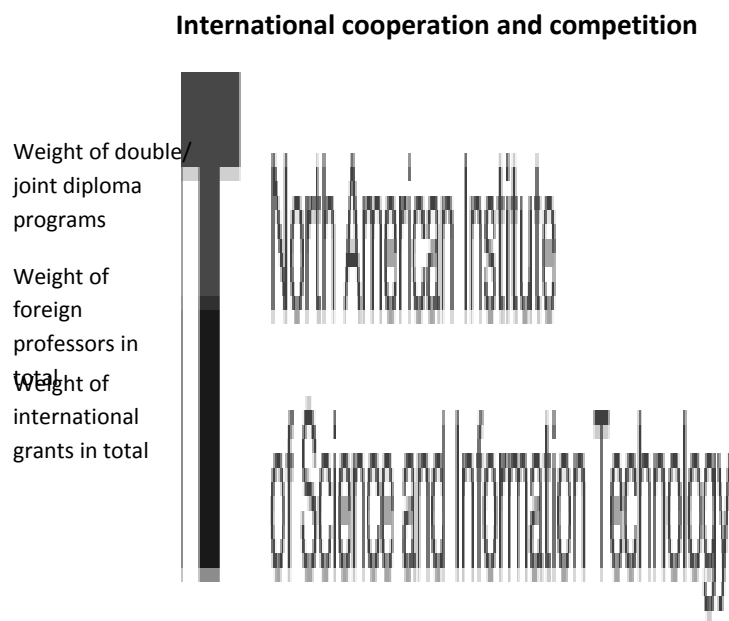 International cooperation and competition
Weight of double/
joint diploma
programs
Weight of
foreign
professors in
total
Weight of
international
grants in total
North American Institute
of Science and Information Technology